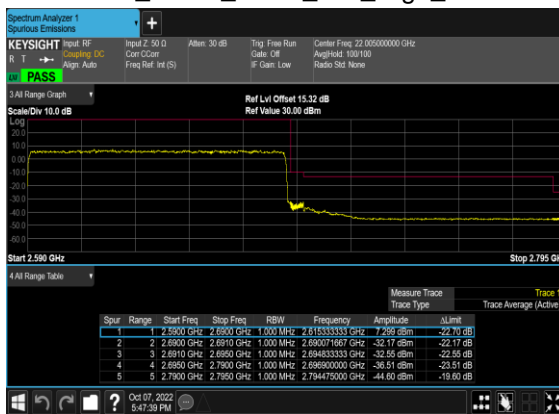 Spectrum Analyzer 1
Spurious Emissions
KEYSIGHT Input: RF Input Z: 50 Ω Atten: 30 dB Trig: Free Run Center Freq: 22.005000000 GHz
R T Coupling: DC Corr CCorr Gate: Off Avg|Hold: 100/100
Align: Auto Freq Ref: Int (S) IF Gain: Low Radio Std: None
PASS
3 All Range Graph
Ref Lvl Offset 15.32 dB
Scale/Div 10.0 dB Ref Value 30.00 dBm
Log
20.0
10.0
0.00
-10.0
-20.0
-30.0
-40.0
-50.0
-60.0
Start 2.590 GHz Stop 2.795 GH
4 All Range Table
Measure Trace Trace 1
Trace Type Trace Average (Active
Spur Range Start Freq Stop Freq RBW Frequency Amplitude ΔLimit
1 1 2.5900 GHz 2.6900 GHz 1.000 MHz 2.615333333 GHz 7.299 dBm -22.70 dB
2 2 2.6900 GHz 2.6910 GHz 1.000 MHz 2.690071667 GHz -32.17 dBm -22.17 dB
3 3 2.6910 GHz 2.6950 GHz 1.000 MHz 2.694833333 GHz -32.55 dBm -22.55 dB
4 4 2.6950 GHz 2.7900 GHz 1.000 MHz 2.696900000 GHz -36.51 dBm -23.51 dB
5 5 2.7900 GHz 2.7950 GHz 1.000 MHz 2.794475000 GHz -44.60 dBm -19.60 dB
Oct 07, 2022
5:47:39 PM